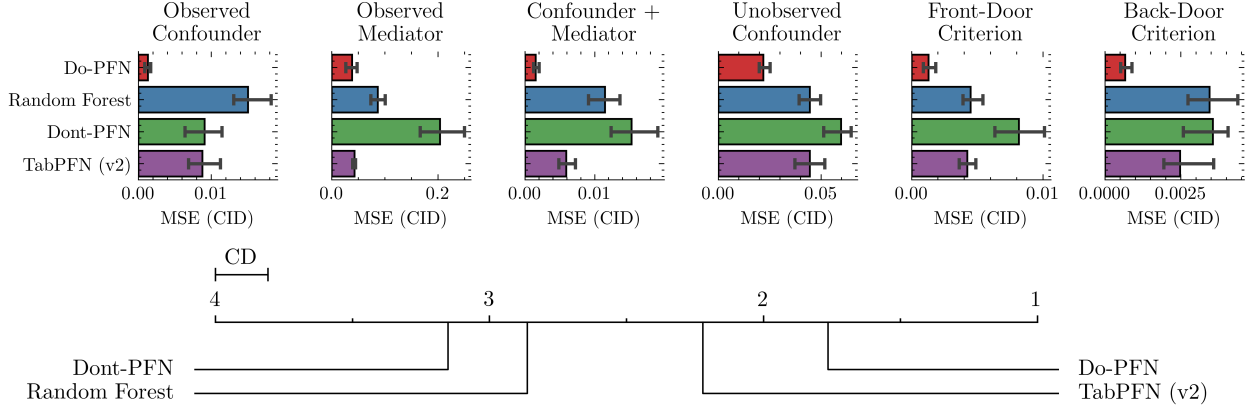 Observed Confounder
Observed Mediator
Confounder + Mediator
Unobserved Confounder
Front-Door Criterion
Back-Door Criterion
Do-PFN
Random Forest
Dont-PFN
TabPFN (v2)
0.00 0.01
0.0 0.2
0.00 0.01
0.00 0.05
0.00 0.01
0.0000 0.0025
MSE (CID)
MSE (CID)
MSE (CID)
MSE (CID)
MSE (CID)
MSE (CID)
CD
4 3 2 1
Dont-PFN
Random Forest
Do-PFN
TabPFN (v2)